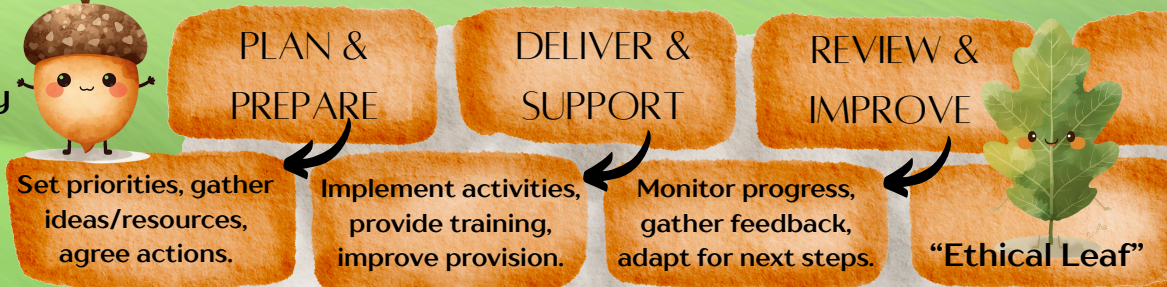 PLAN &
PREPARE
DELIVER &
SUPPORT
REVIEW &
IMPROVE
y
Set priorities, gather
ideas/resources,
agree actions.
Implement activities,
provide training,
improve provision.
Monitor progress,
gather feedback,
adapt for next steps.
“Ethical Leaf”